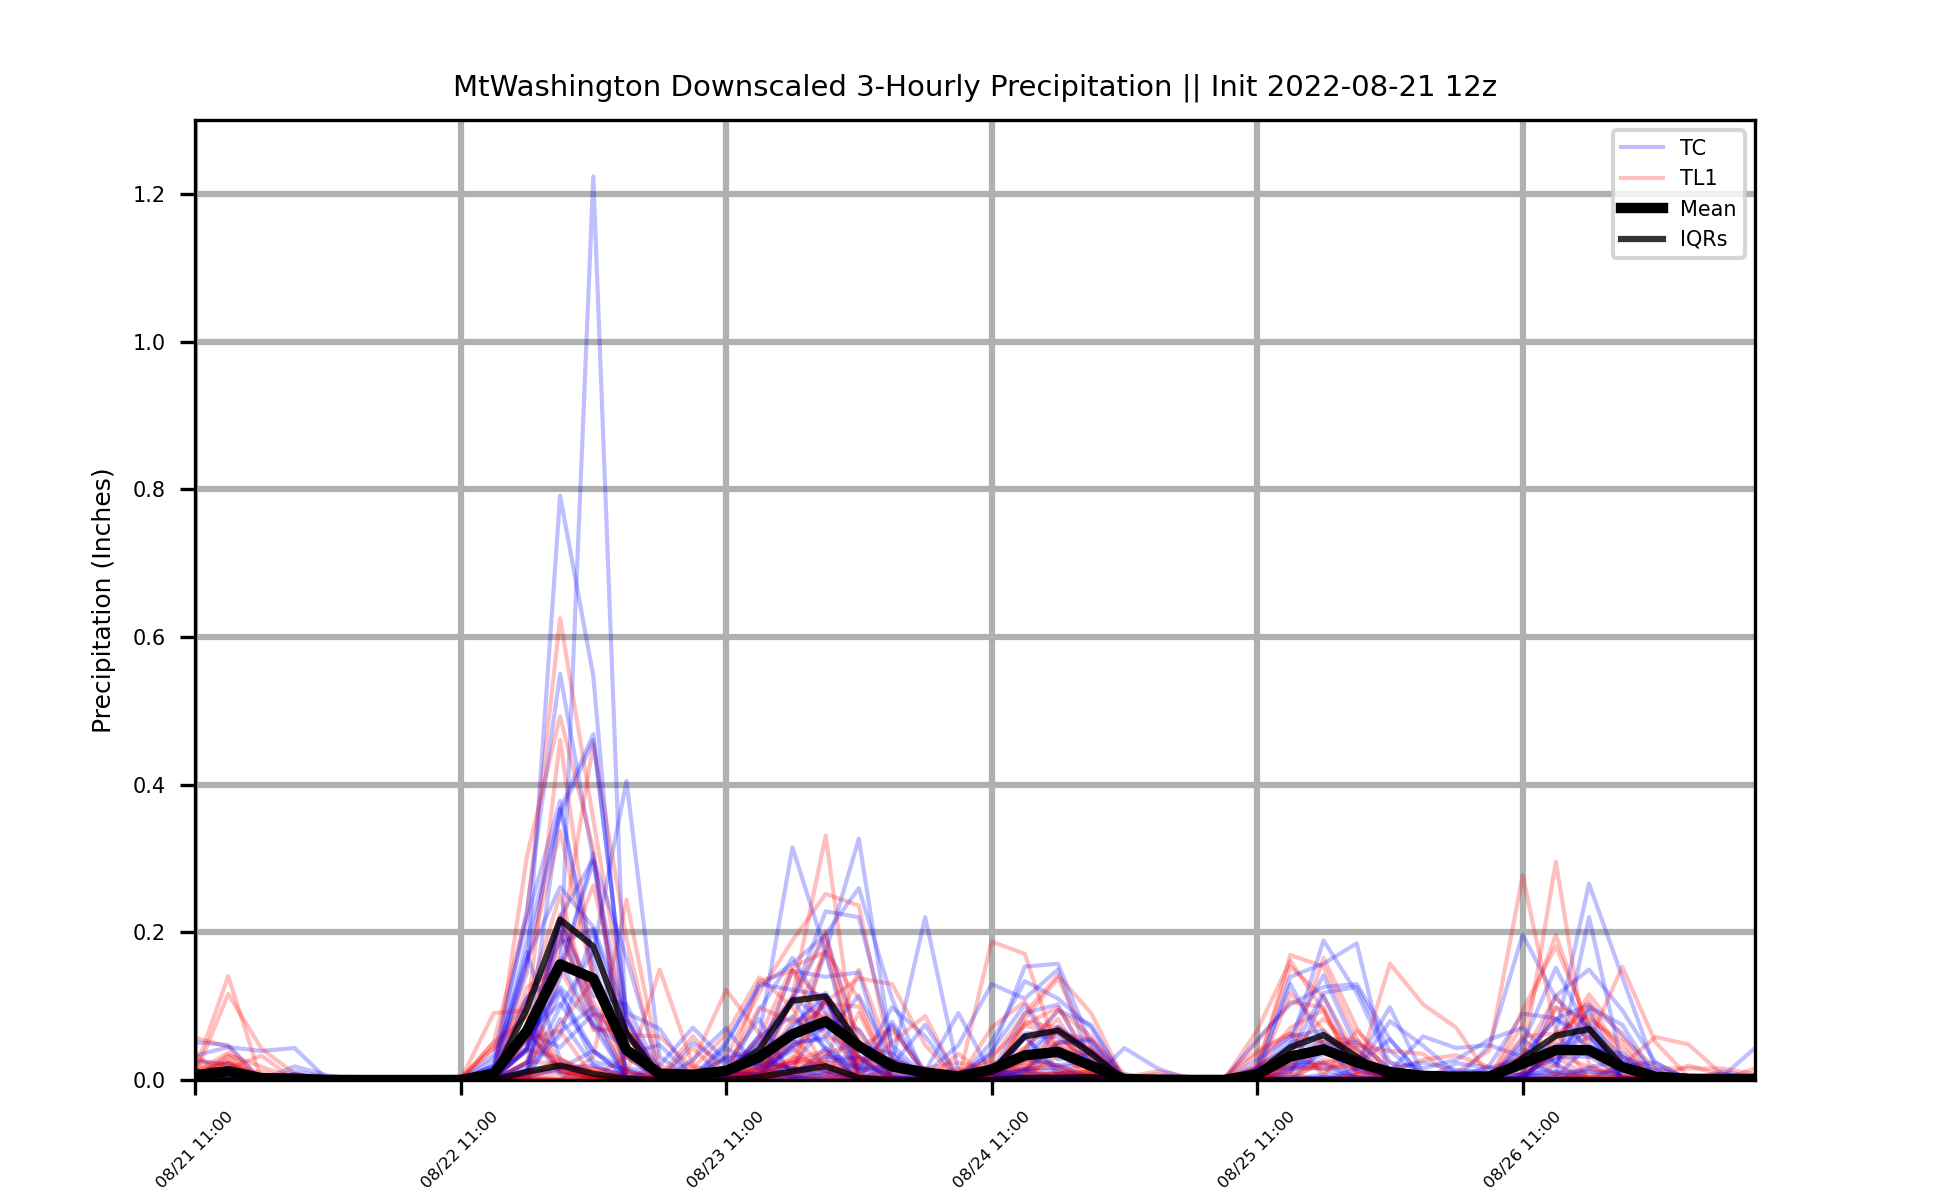 MtWashington Downscaled 3-Hourly Precipitation || Init 2022-08-21 12z
TC
TL1
Mean
IQRs
Precipitation (Inches)
1.2
1.0
0.8
0.6
0.4
0.2
0.0
08/21 11:00
08/22 11:00
08/23 11:00
08/24 11:00
08/25 11:00
08/26 11:00